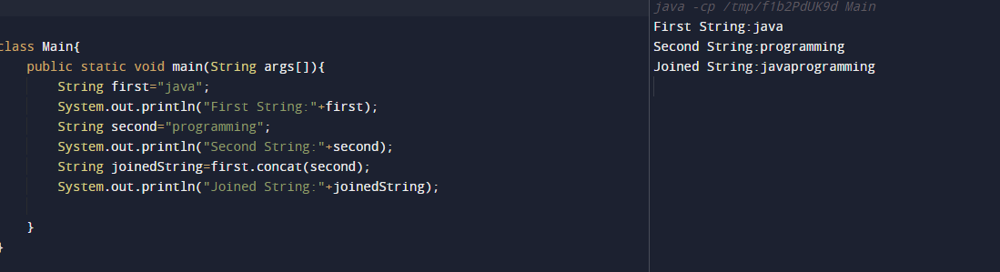 class Main{
public static void main(String args[]){
String first="java";
System.out.println("First String:"+first);
String second="programming";
System.out.println("Second String:"+second);
String joinedString=first.concat(second);
System.out.println("Joined String:"+joinedString);
}
}
java -cp /tmp/f1b2PdUK9d Main
First String:java
Second String:programming
Joined String:javaprogramming